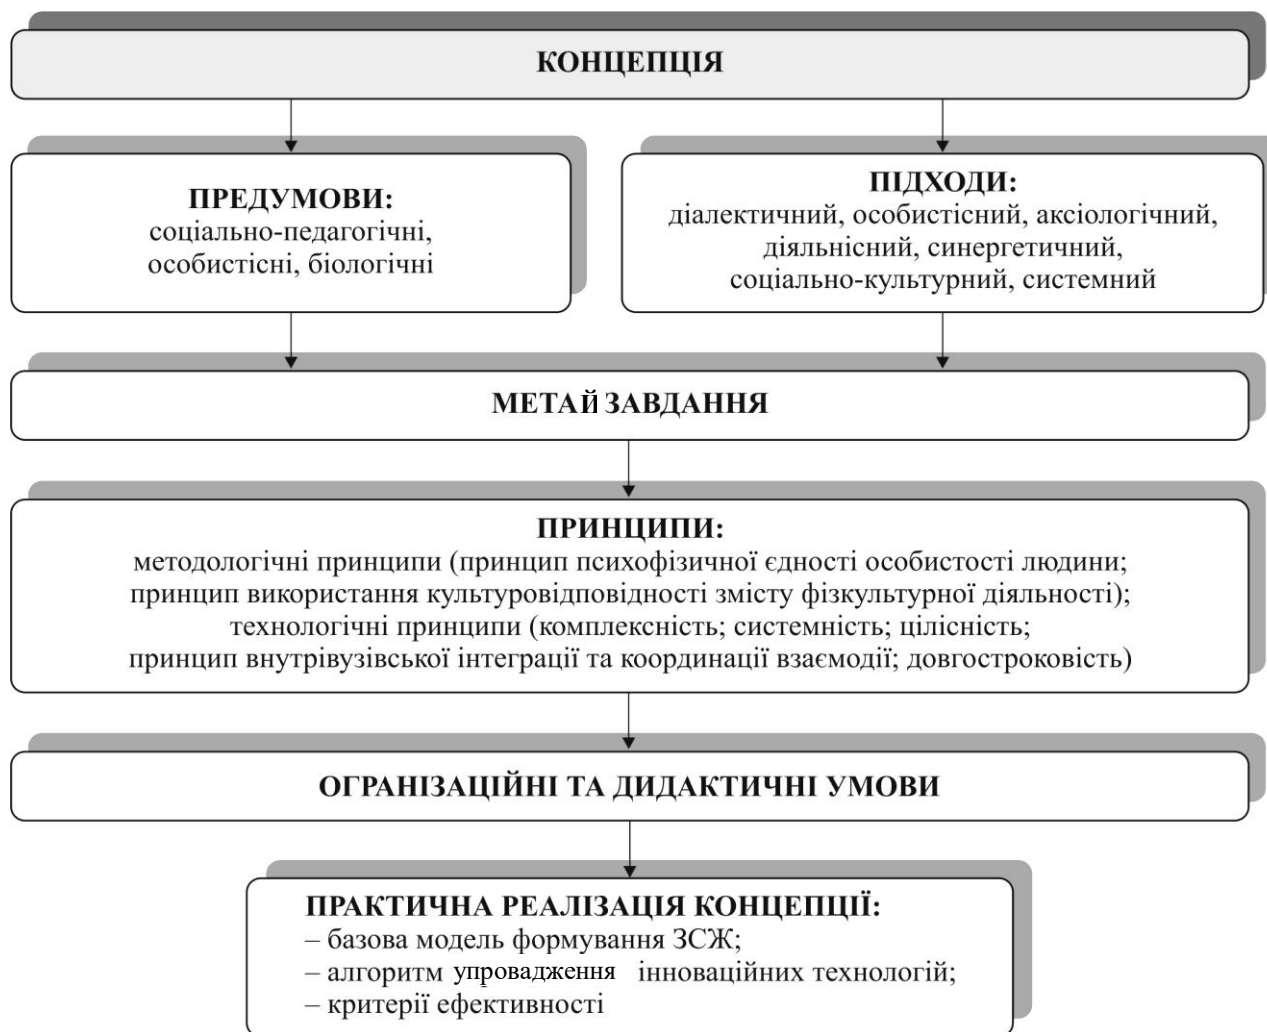 КОНЦЕПЦІЯ
ПРЕДУМОВИ:
соціально-педагогічні,
особистісні, біологічні
ПІДХОДИ:
діалектичний, особистісний, аксіологічний,
діяльнісний, синергетичний,
соціально-культурний, системний
МЕТА Й ЗАВДАННЯ
ПРИНЦИПИ:
методологічні принципи (принцип психофізичної єдності особистості людини;
принцип використання культуровідповідності змісту фізкультурної діяльності);
технологічні принципи (комплексність; системність; цілісність;
принцип внутрівузівської інтеграції та координації взаємодії; довгостроковість)
ОГРАНІЗАЦІЙНІ ТА ДИДАКТИЧНІ УМОВИ
ПРАКТИЧНА РЕАЛІЗАЦІЯ КОНЦЕПЦІЇ:
– базова модель формування ЗСЖ;
– алгоритм упровадження інноваційних технологій;
– критерії ефективності